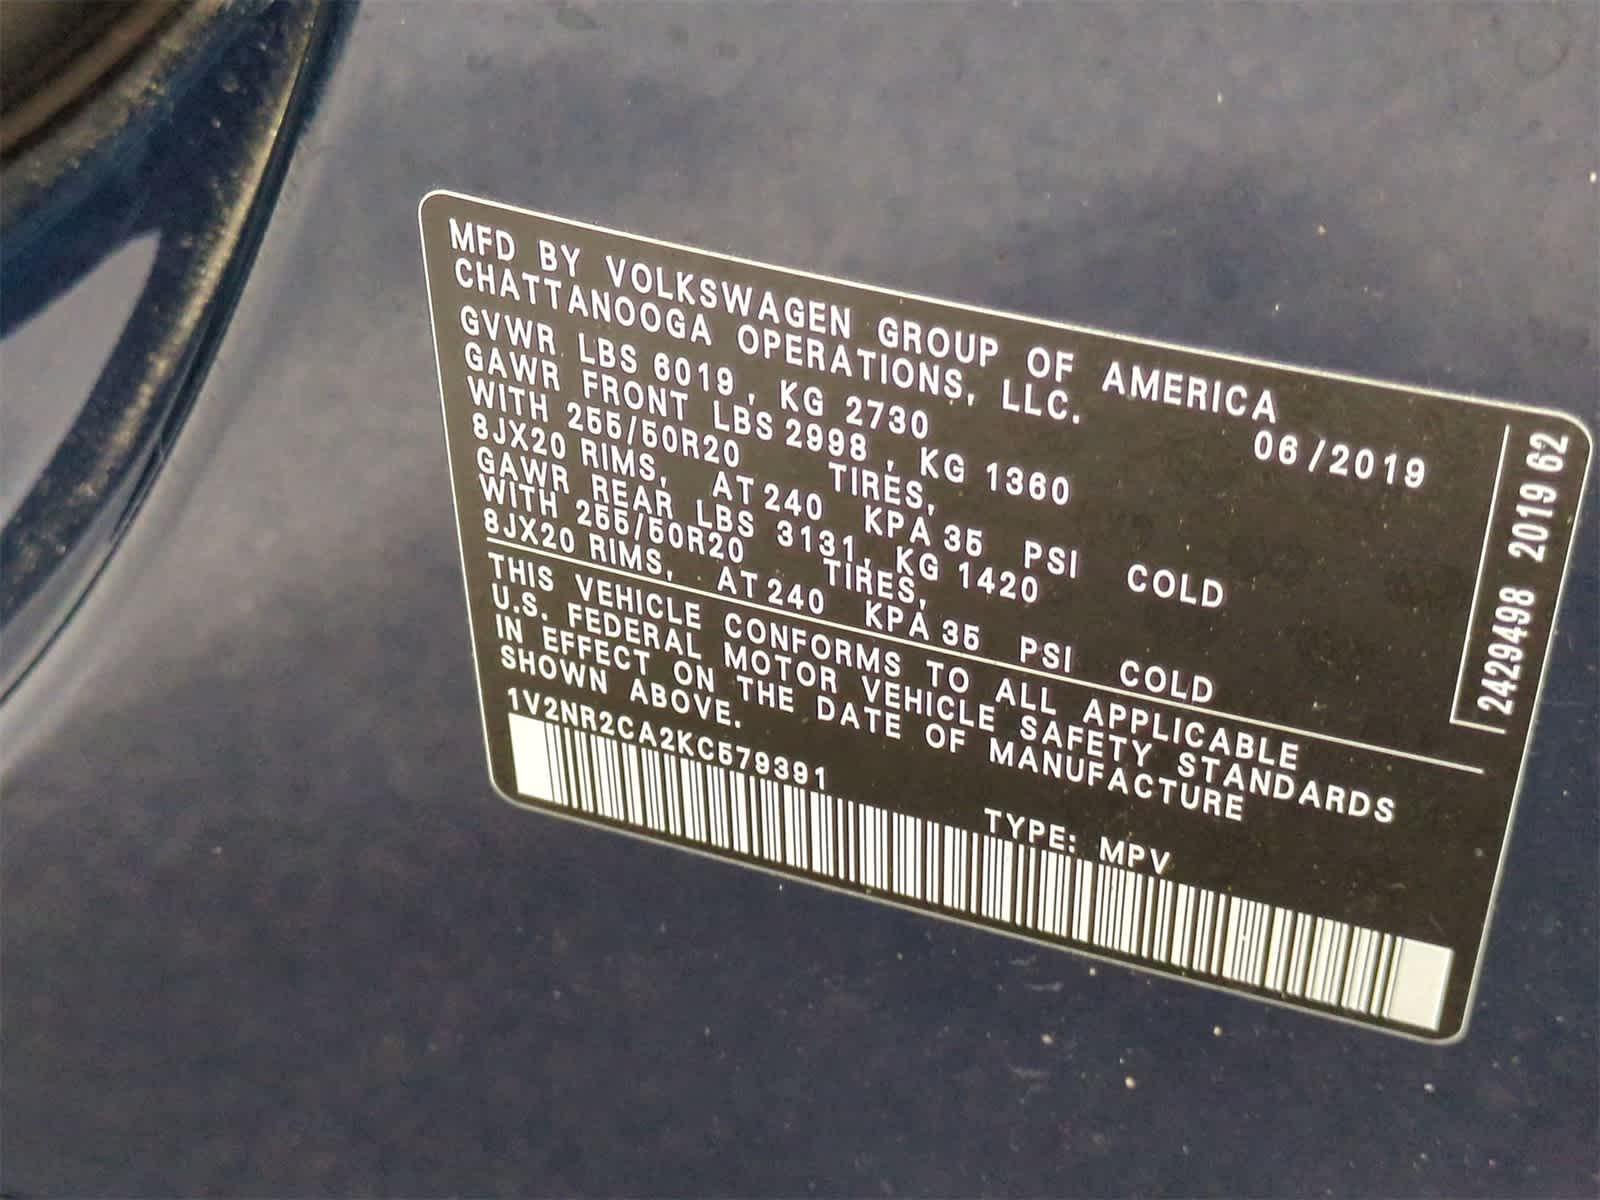 MFD BY VOLKSWAGEN GROUP OF AMERICA
CHATTANOOGA OPERATIONS, LLC.
06/2019
GVWR LBS 6019, KG 2730
GAWR FRONT LBS 2998, KG 1360
WITH 255/50R20 TIRES,
8JX20 RIMS, AT 240 KPA 35 PSI COLD
GAWR REAR LBS 3131, KG 1420
WITH 255/50R20 TIRES,
8JX20 RIMS, AT 240 KPA 35 PSI COLD
THIS VEHICLE CONFORMS TO ALL APPLICABLE
U.S. FEDERAL MOTOR VEHICLE SAFETY STANDARDS
IN EFFECT ON THE DATE OF MANUFACTURE
SHOWN ABOVE.
1V2NR2CA2KC579391 TYPE: MPV
2429498 2019 62